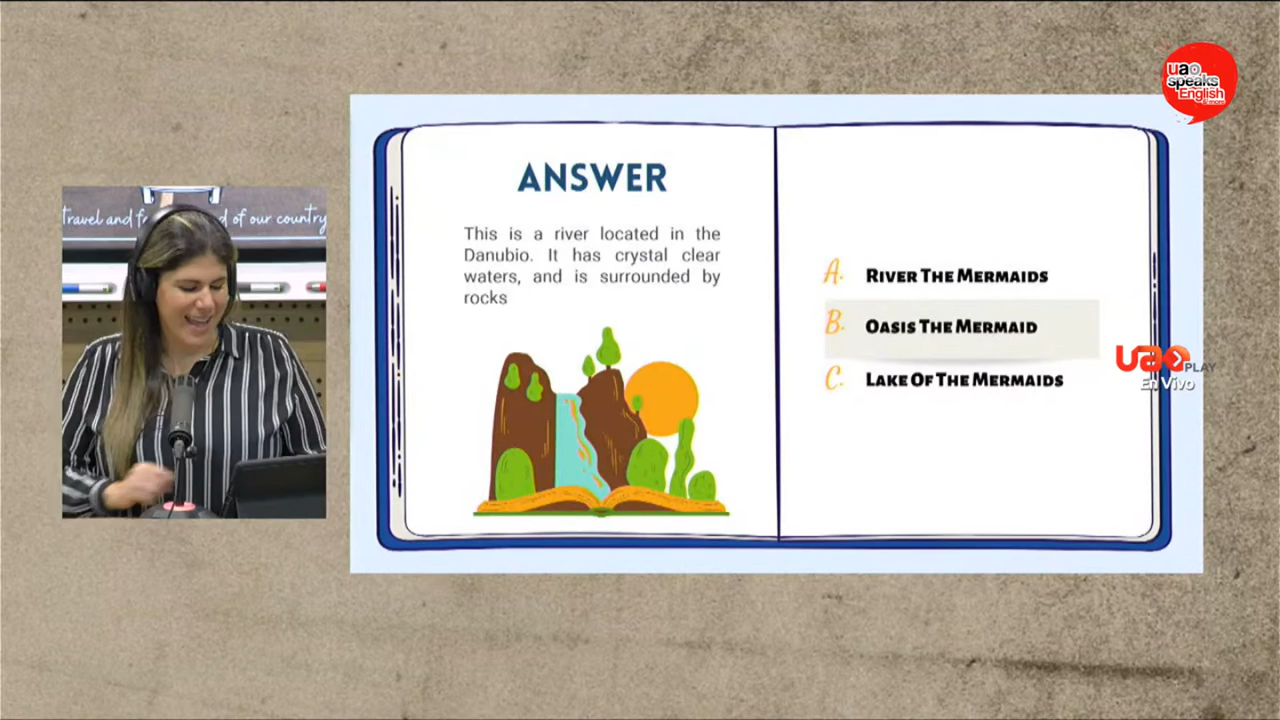 uao
speaks
English
travel and f
d of our country
ANSWER
This is a river located in the
Danubio. It has crystal clear
waters, and is surrounded by
rocks
A. RIVER THE MERMAIDS
B. OASIS THE MERMAID
C. LAKE OF THE MERMAIDS
uao PLAY
En Vivo